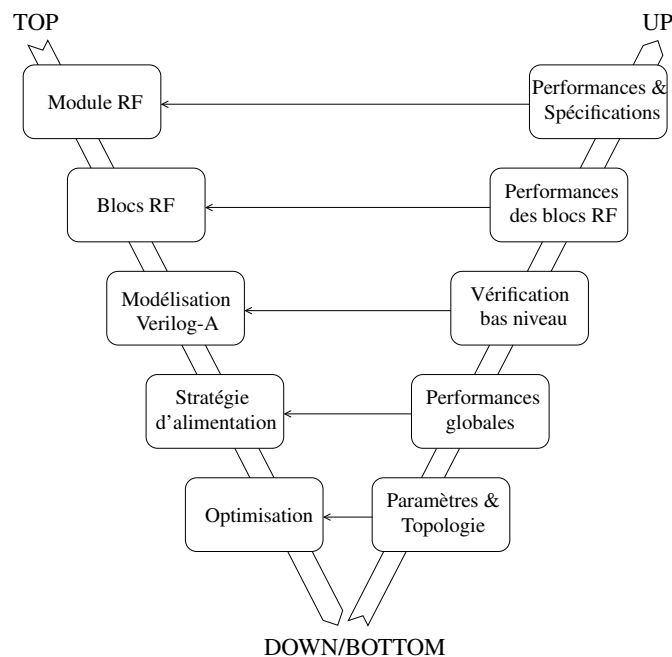 TOP
UP
Module RF
Performances &
Spécifications
Blocs RF
Performances
des blocs RF
Modélisation
Verilog-A
Vérification
bas niveau
Stratégie
d'alimentation
Performances
globales
Optimisation
Paramètres &
Topologie
DOWN/BOTTOM